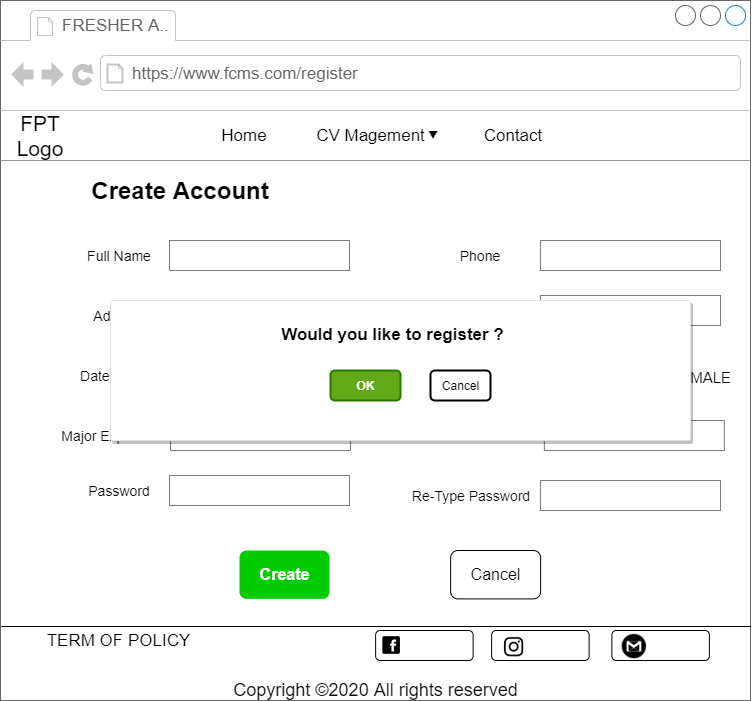 FRESHER A..
https://www.fcms.com/register
FPT
Logo
Home
CV Magement
Contact
Create Account
Full Name
Phone
Ad
Would you like to register ?
OK
Cancel
Date
MALE
Major E
Password
Re-Type Password
Create
Cancel
TERM OF POLICY
Copyright ©2020 All rights reserved